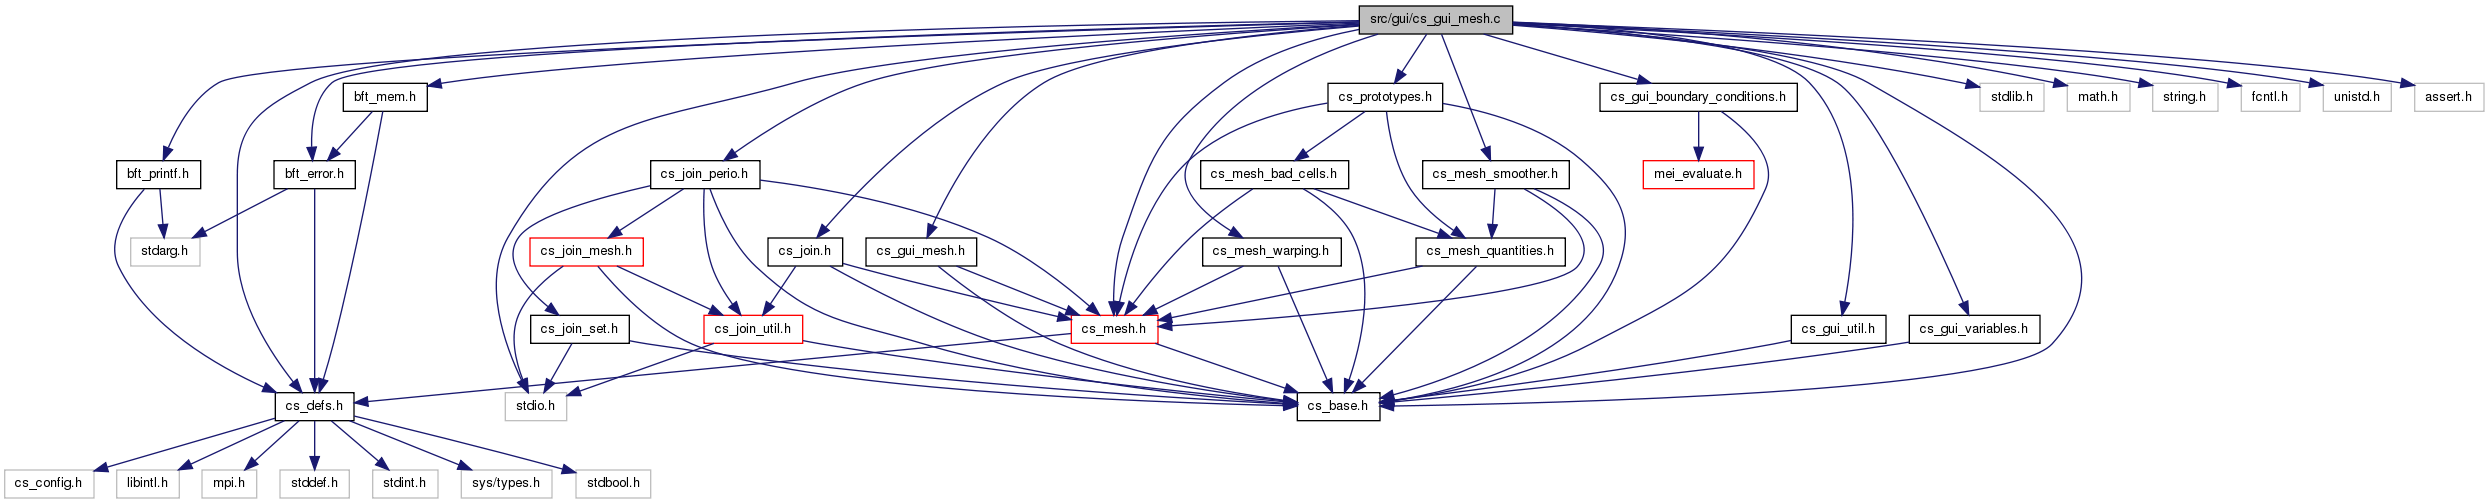 src/gui/cs_gui_mesh.c
bft_mem.h
cs_prototypes.h
cs_gui_boundary_conditions.h
stdlib.h
math.h
string.h
fcntl.h
unistd.h
assert.h
bft_printf.h
bft_error.h
cs_join_perio.h
cs_mesh_bad_cells.h
cs_mesh_smoother.h
mei_evaluate.h
stdarg.h
cs_join_mesh.h
cs_join.h
cs_gui_mesh.h
cs_mesh_warping.h
cs_mesh_quantities.h
cs_join_set.h
cs_join_util.h
cs_mesh.h
cs_gui_util.h
cs_gui_variables.h
cs_defs.h
stdio.h
cs_base.h
cs_config.h
libintl.h
mpi.h
stddef.h
stdint.h
sys/types.h
stdbool.h